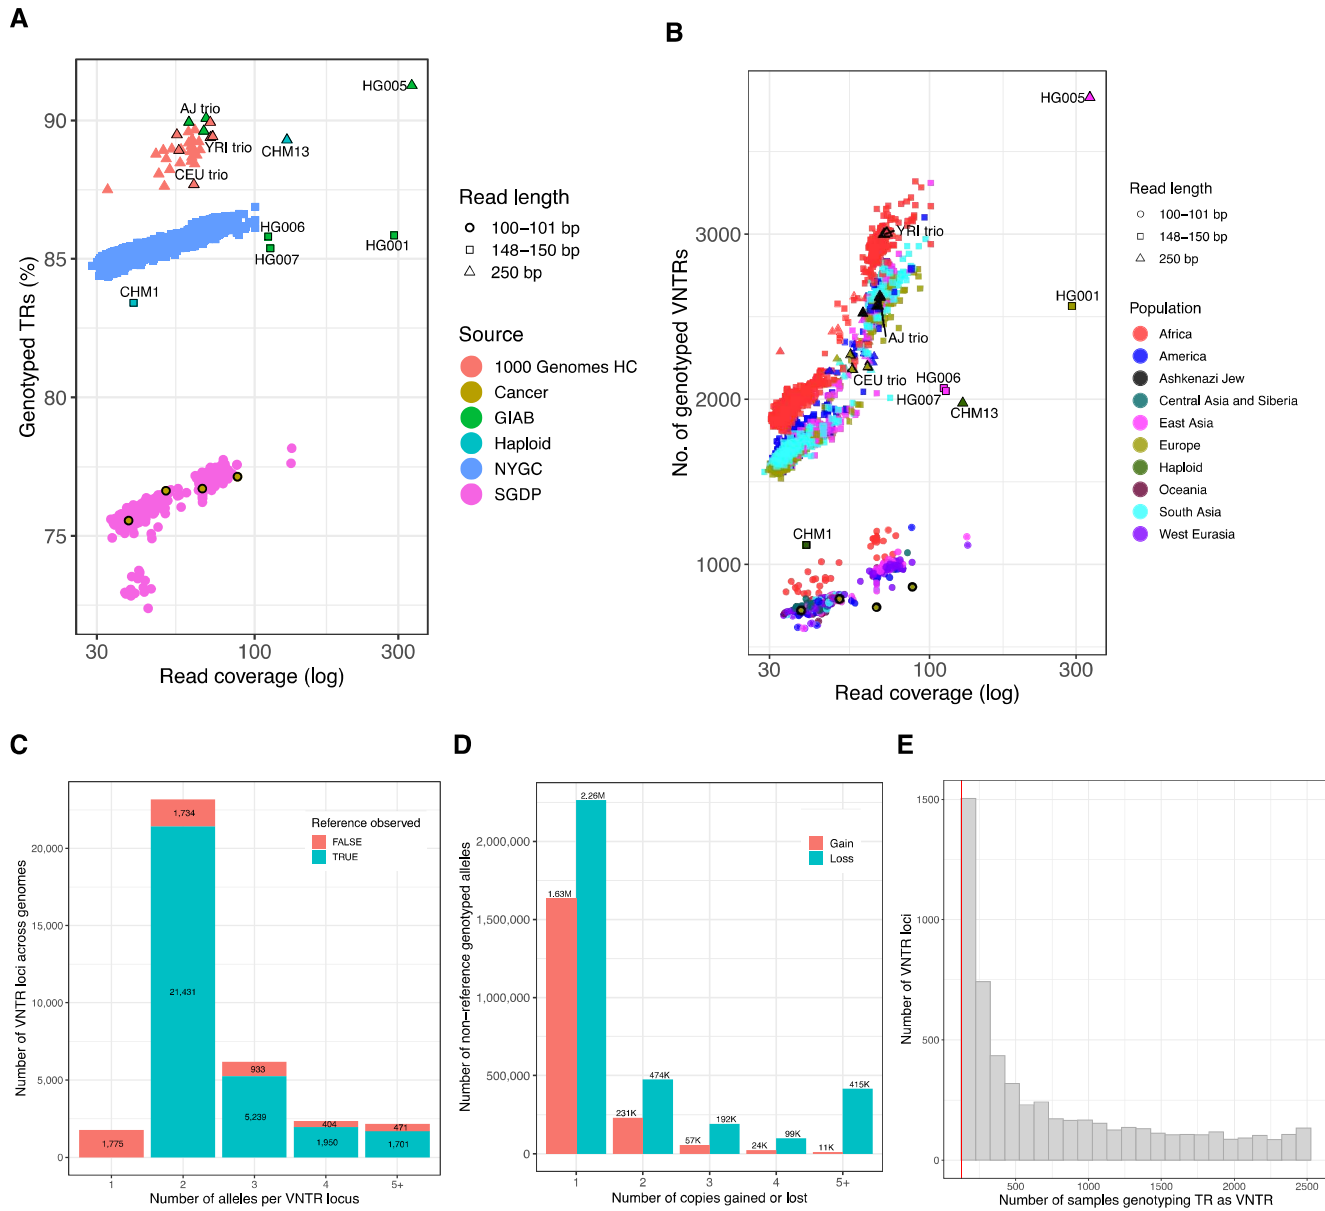 A
Genotyped TRs (%)
90
85
80
75
30
100
300
Read coverage (log)
HG005
AJ trio
YRI trio
CHM13
CEU trio
HG006
HG007
HG001
CHM1
Read length
100–101 bp
148–150 bp
250 bp
Source
1000 Genomes HC
Cancer
GIAB
Haploid
NYGC
SGDP
B
No. of genotyped VNTRs
3000
2000
1000
30
100
300
Read coverage (log)
HG005
YRI trio
HG001
AJ trio
CEU trio
HG006
HG007
CHM13
CHM1
Read length
100–101 bp
148–150 bp
250 bp
Population
Africa
America
Ashkenazi Jew
Central Asia and Siberia
East Asia
Europe
Haploid
Oceania
South Asia
West Eurasia
C
Number of VNTR loci across genomes
20,000
15,000
10,000
5,000
0
1,734
21,431
933
5,239
404
1,950
471
1,701
1,775
Reference observed
FALSE
TRUE
1
2
3
4
5+
Number of alleles per VNTR locus
D
Number of non−reference genotyped alleles
2,000,000
1,500,000
1,000,000
500,000
0
2.26M
1.63M
231K
474K
57K
192K
24K
99K
11K
415K
Gain
Loss
1
2
3
4
5+
Number of copies gained or lost
E
Number of VNTR loci
1500
1000
500
0
500
1000
1500
2000
2500
Number of samples genotyping TR as VNTR